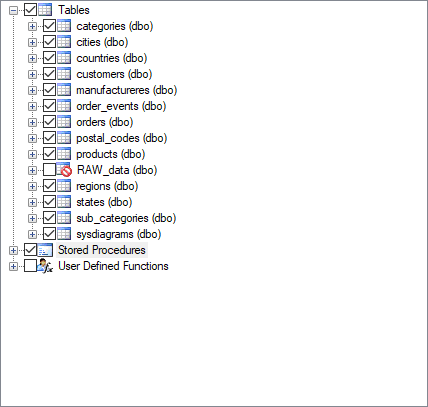 Tables
categories (dbo)
cities (dbo)
countries (dbo)
customers (dbo)
manufactureres (dbo)
order_events (dbo)
orders (dbo)
postal_codes (dbo)
products (dbo)
RAW_data (dbo)
regions (dbo)
states (dbo)
sub_categories (dbo)
sysdiagrams (dbo)
Stored Procedures
User Defined Functions